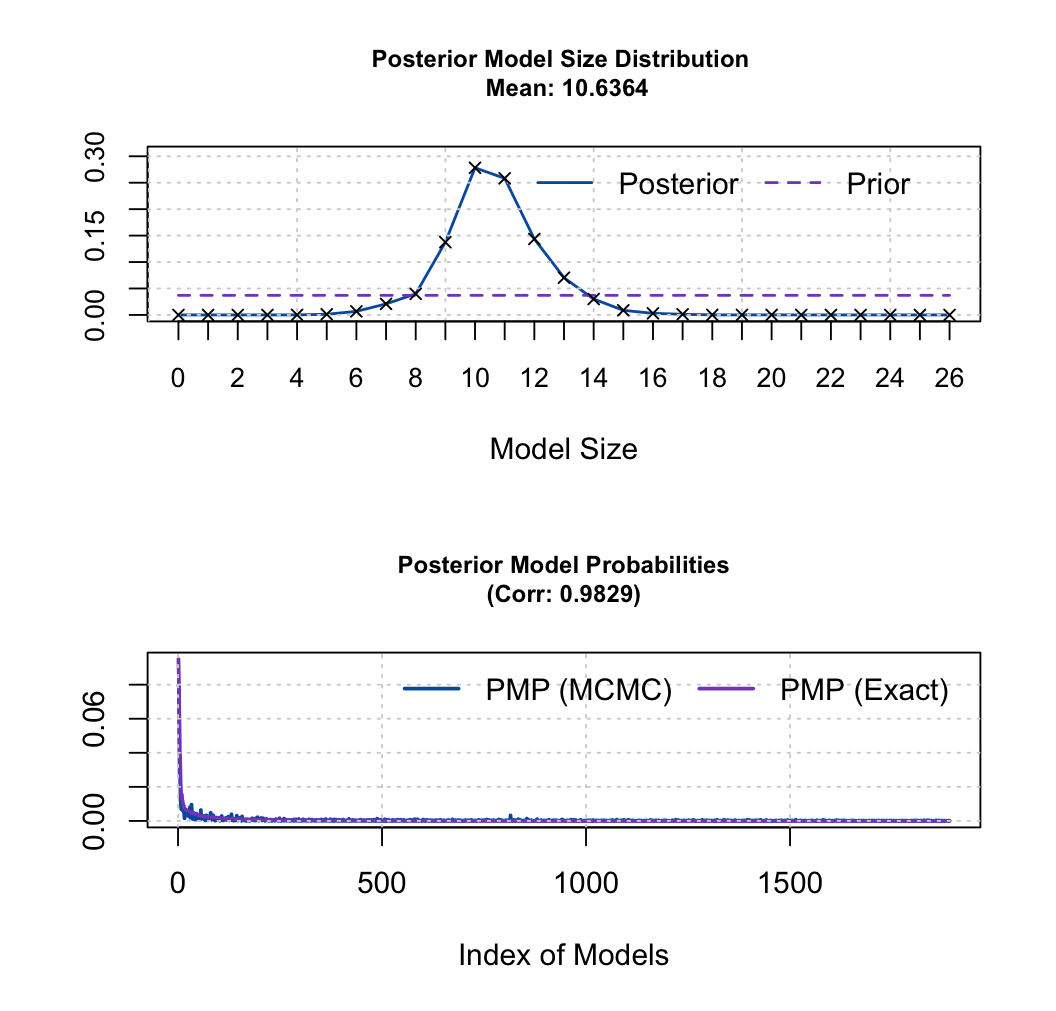 Posterior Model Size Distribution
Mean: 10.6364
0.30
0.15
0.00
Posterior Prior
0 2 4 6 8 10 12 14 16 18 20 22 24 26
Model Size
Posterior Model Probabilities
(Corr: 0.9829)
0.06
0.00
PMP (MCMC) PMP (Exact)
0 500 1000 1500
Index of Models